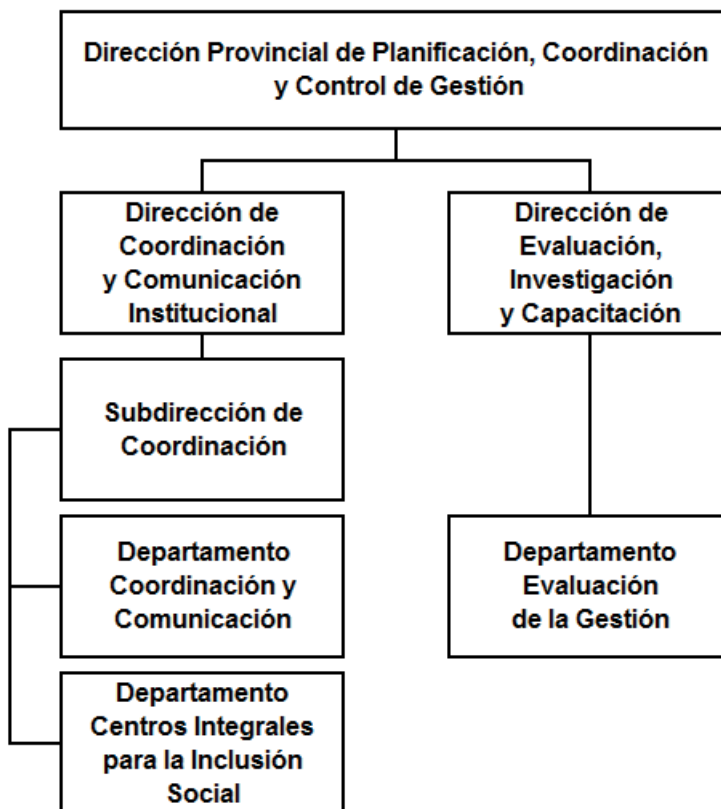 Dirección Provincial de Planificación, Coordinación
y Control de Gestión
Dirección de
Coordinación
y Comunicación
Institucional
Dirección de
Evaluación,
Investigación
y Capacitación
Subdirección de
Coordinación
Departamento
Coordinación y
Comunicación
Departamento
Evaluación
de la Gestión
Departamento
Centros Integrales
para la Inclusión
Social